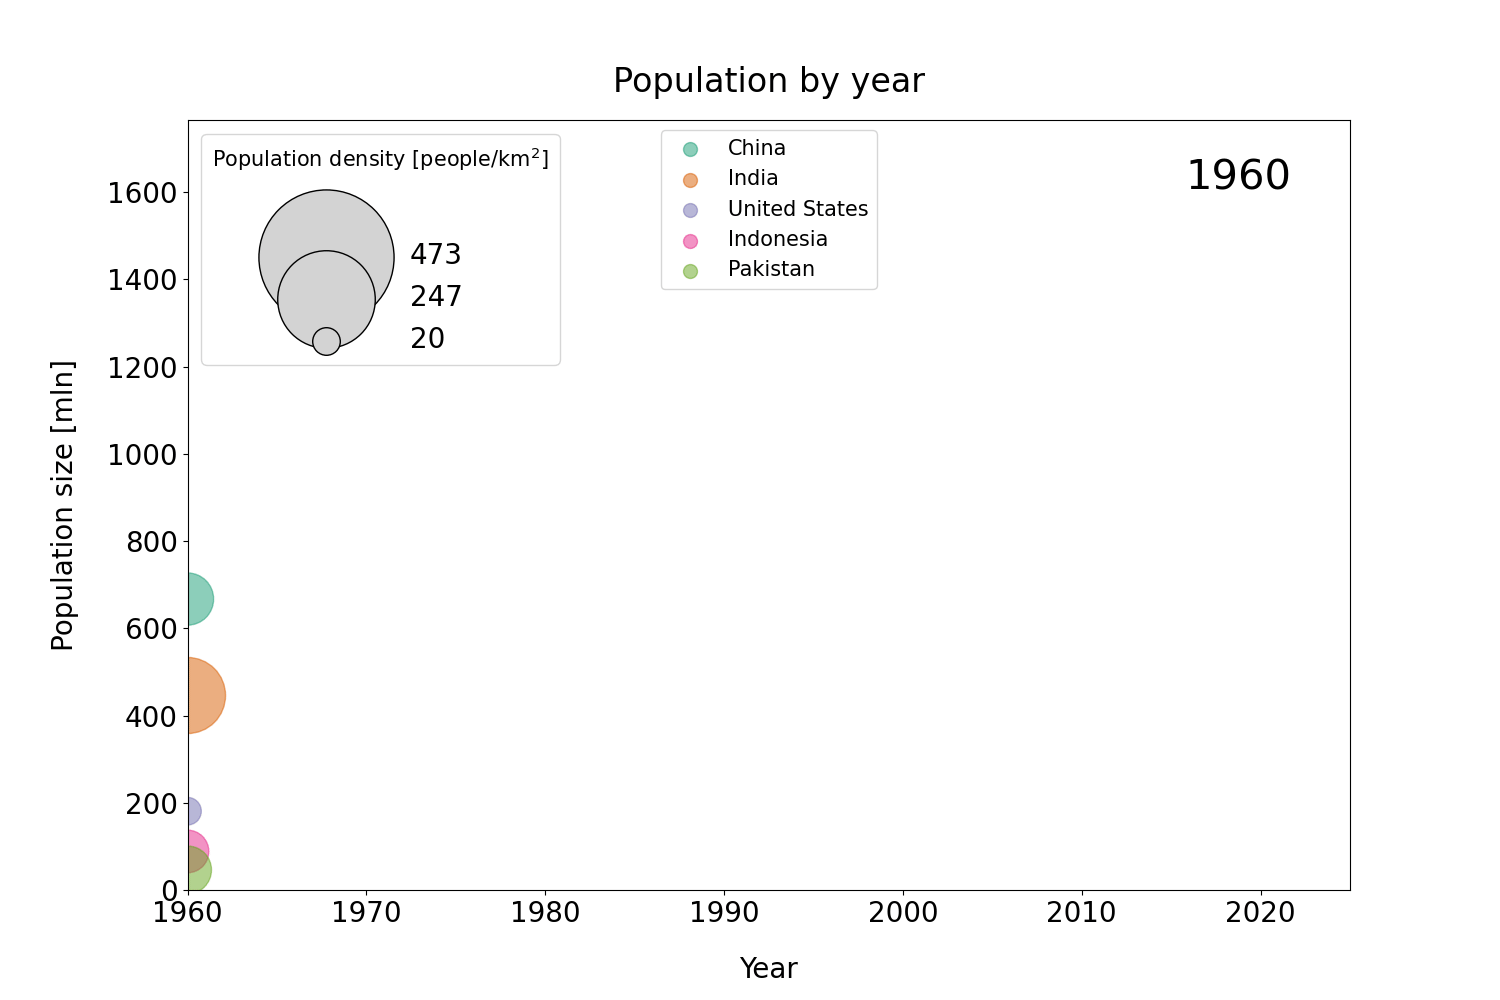 Population by year
Population density [people/km²]
473
247
20
China
India
United States
Indonesia
Pakistan
1960
Population size [mln]
1600
1400
1200
1000
800
600
400
200
0
1960 1970 1980 1990 2000 2010 2020
Year